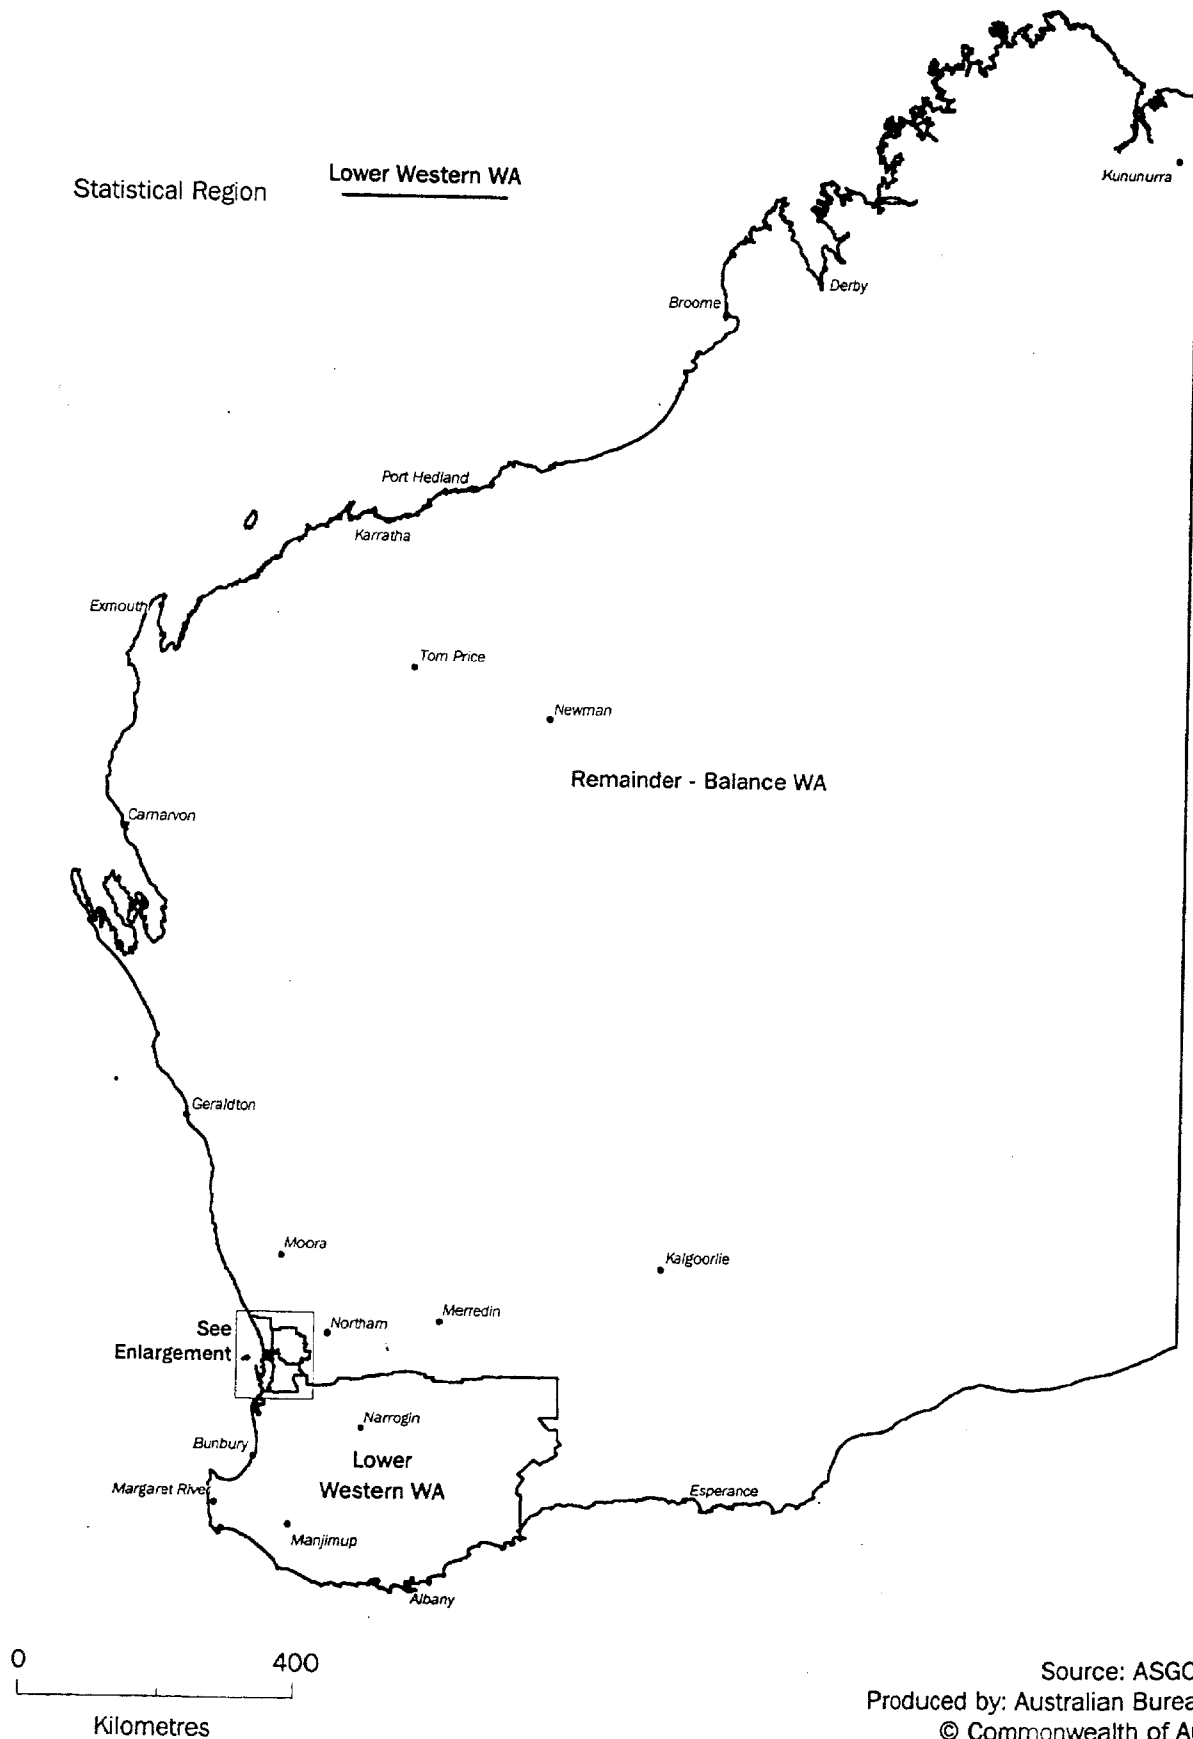 Statistical Region
Lower Western WA
Kununurra
Derby
Broome
Port Hedland
Karratha
Exmouth
Tom Price
Newman
Remainder - Balance WA
Carnarvon
Geraldton
Moora
Kalgoorlie
Merredin
Northam
See
Enlargement
Narrogin
Bunbury
Lower
Western WA
Margaret River
Esperance
Manjimup
Albany
0 400
Kilometres
Source: ASGC
Produced by: Australian Burea
© Commonwealth of Au